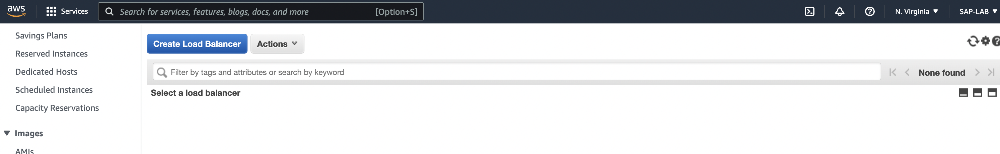 aws Services Search for services, features, blogs, docs, and more [Option+S] N. Virginia SAP-LAB
Savings Plans
Reserved Instances
Dedicated Hosts
Scheduled Instances
Capacity Reservations
Images
AMIs
Create Load Balancer Actions
Filter by tags and attributes or search by keyword None found
Select a load balancer